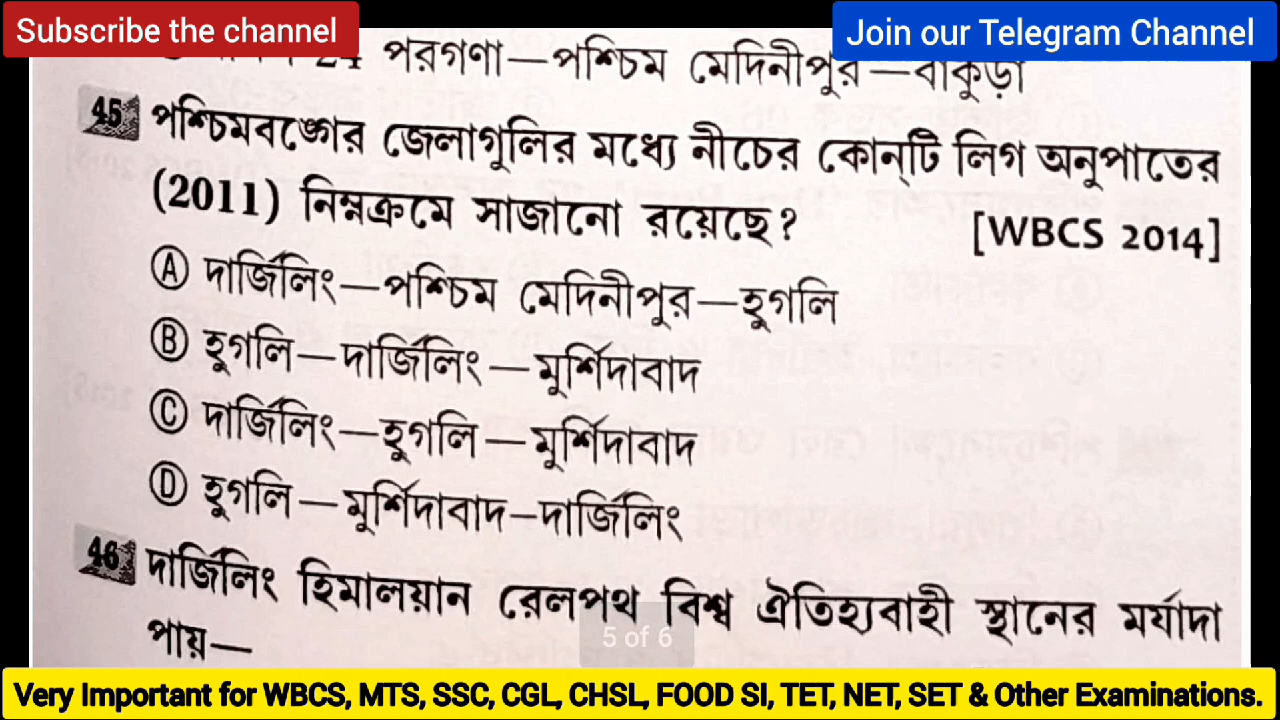 Subscribe the channel
Join our Telegram Channel
24 পরগণা—পশ্চিম মেদিনীপুর—বাঁকুড়া
45 পশ্চিমবঙ্গের জেলাগুলির মধ্যে নীচের কোন্‌টি লিগ অনুপাতের
(2011) নিম্নক্রমে সাজানো রয়েছে? [WBCS 2014]
Ⓐ দার্জিলিং—পশ্চিম মেদিনীপুর—হুগলি
Ⓑ হুগলি—দার্জিলিং—মুর্শিদাবাদ
Ⓒ দার্জিলিং—হুগলি—মুর্শিদাবাদ
Ⓓ হুগলি—মুর্শিদাবাদ—দার্জিলিং
46 দার্জিলিং হিমালয়ান রেলপথ বিশ্ব ঐতিহ্যবাহী স্থানের মর্যাদা
পায়—
5 of 6
Very Important for WBCS, MTS, SSC, CGL, CHSL, FOOD SI, TET, NET, SET & Other Examinations.